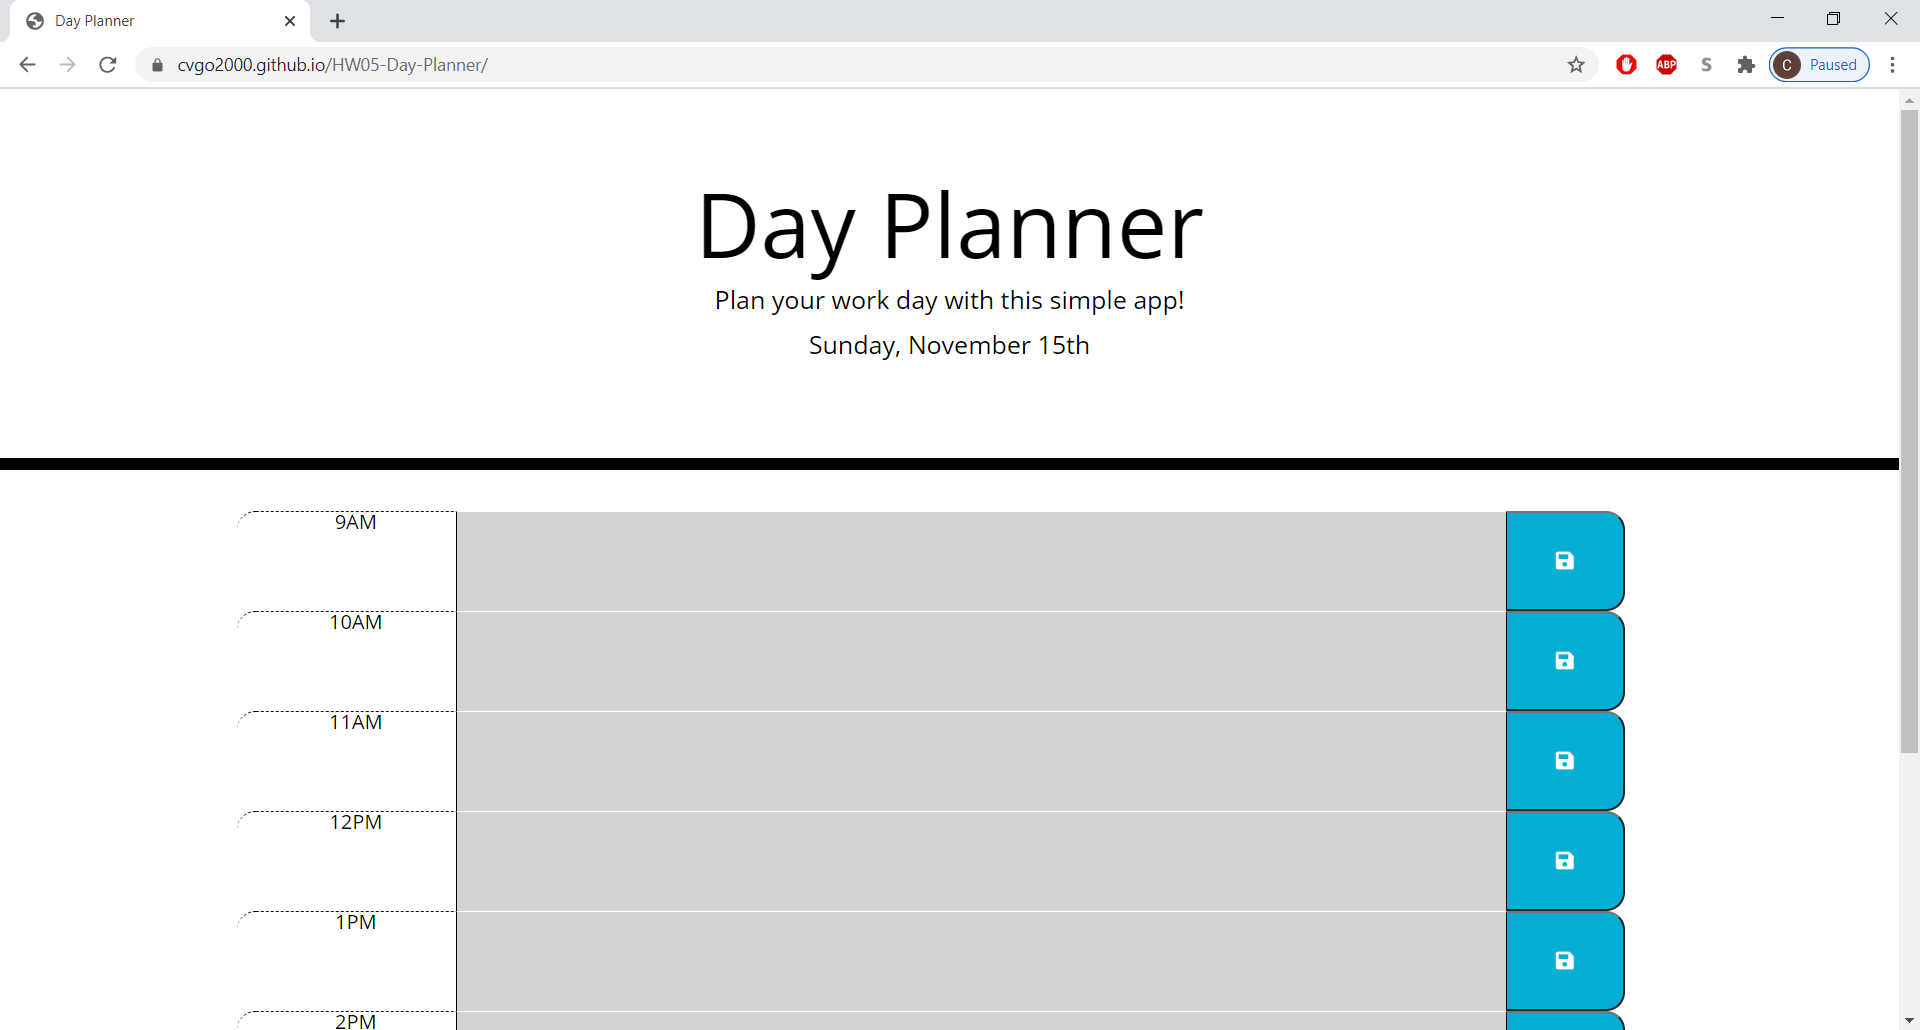 Day Planner
cvgo2000.github.io/HW05-Day-Planner/
ABP
S
C
Paused
Day Planner
Plan your work day with this simple app!
Sunday, November 15th
9AM
10AM
11AM
12PM
1PM
2PM